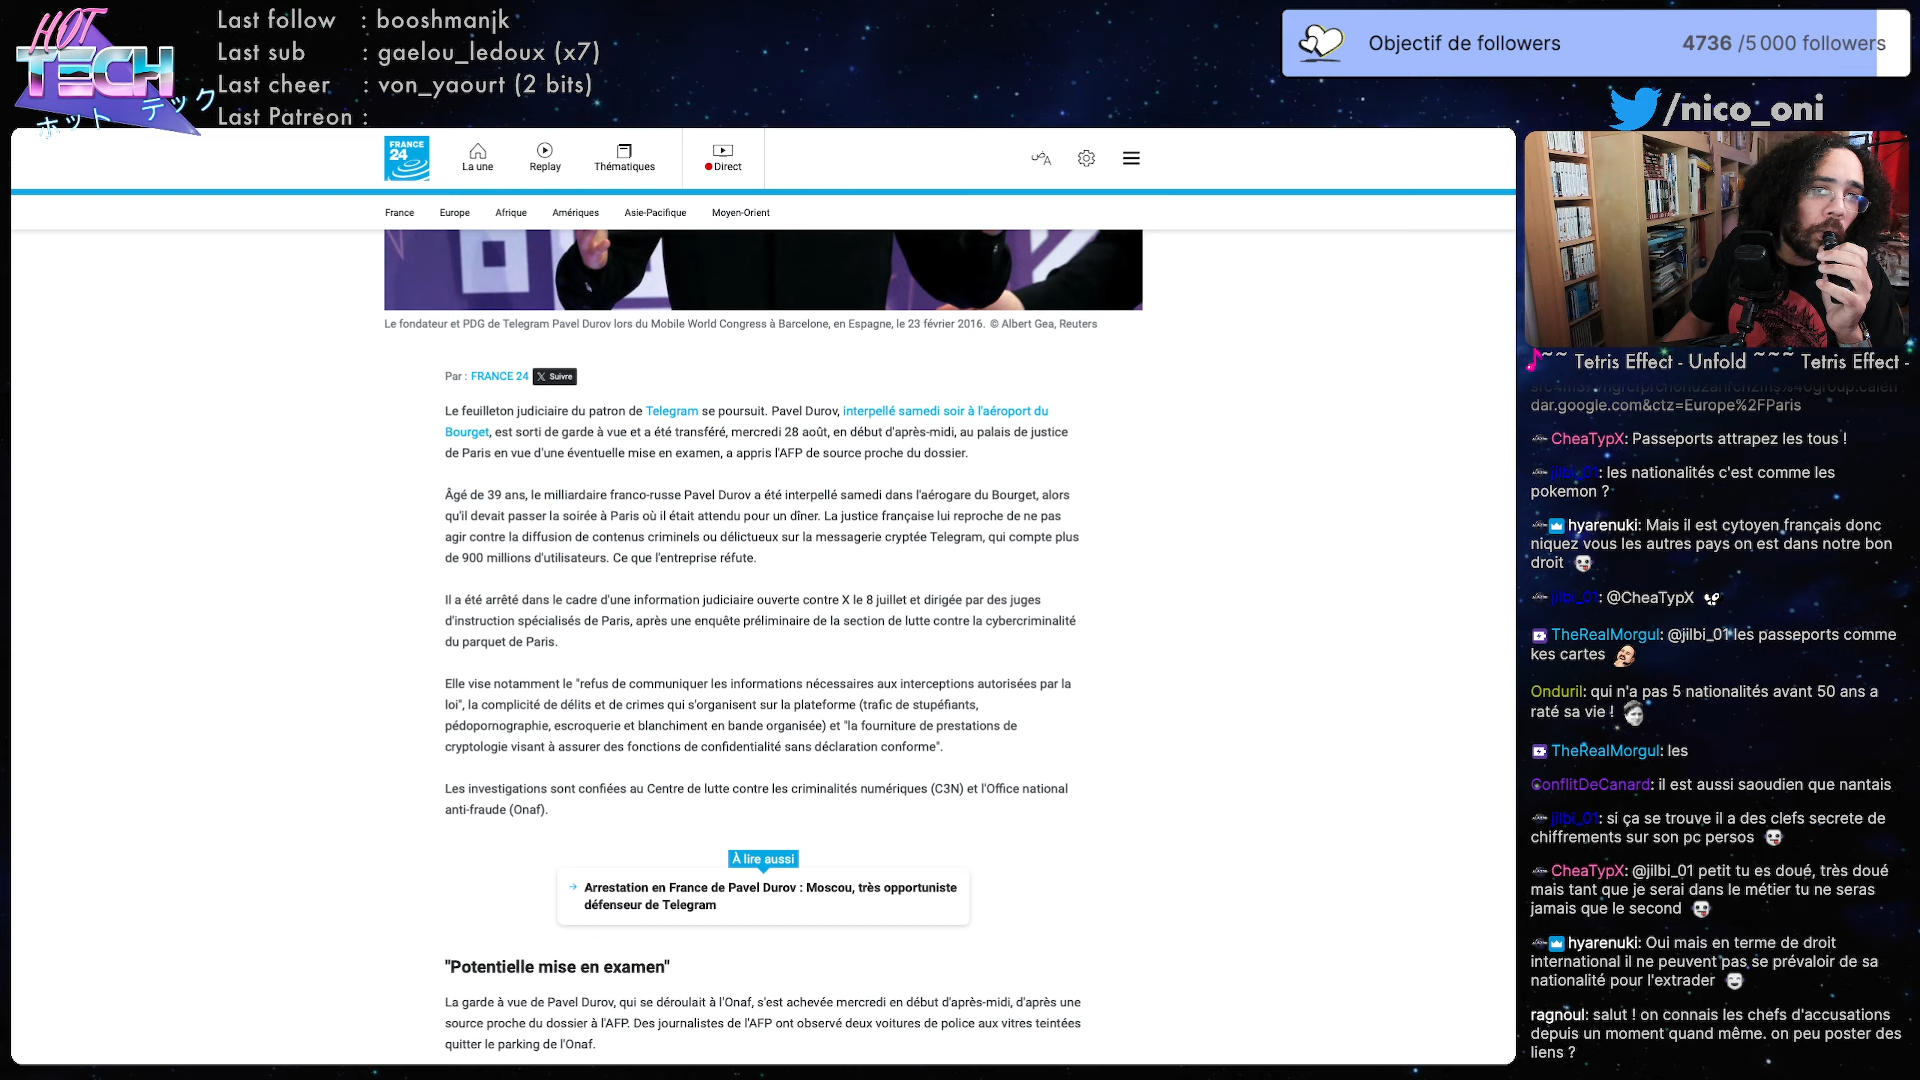 HOT
TECH
ホット テック
Last follow : booshmanjk
Last sub : gaelou_ledoux (x7)
Last cheer : von_yaourt (2 bits)
Last Patreon :
Objectif de followers
4736 /5 000 followers
/nico_oni
FRANCE
24
La une
Replay
Thématiques
Direct
France
Europe
Afrique
Amériques
Asie-Pacifique
Moyen-Orient
Le fondateur et PDG de Telegram Pavel Durov lors du Mobile World Congress à Barcelone, en Espagne, le 23 février 2016. © Albert Gea, Reuters
Par : FRANCE 24 X Suivre
Le feuilleton judiciaire du patron de Telegram se poursuit. Pavel Durov, interpellé samedi soir à l'aéroport du
Bourget, est sorti de garde à vue et a été transféré, mercredi 28 août, en début d'après-midi, au palais de justice
de Paris en vue d'une éventuelle mise en examen, a appris l'AFP de source proche du dossier.
Âgé de 39 ans, le milliardaire franco-russe Pavel Durov a été interpellé samedi dans l'aérogare du Bourget, alors
qu'il devait passer la soirée à Paris où il était attendu pour un dîner. La justice française lui reproche de ne pas
agir contre la diffusion de contenus criminels ou délictueux sur la messagerie cryptée Telegram, qui compte plus
de 900 millions d'utilisateurs. Ce que l'entreprise réfute.
Il a été arrêté dans le cadre d'une information judiciaire ouverte contre X le 8 juillet et dirigée par des juges
d'instruction spécialisés de Paris, après une enquête préliminaire de la section de lutte contre la cybercriminalité
du parquet de Paris.
Elle vise notamment le "refus de communiquer les informations nécessaires aux interceptions autorisées par la
loi", la complicité de délits et de crimes qui s'organisent sur la plateforme (trafic de stupéfiants,
pédopornographie, escroquerie et blanchiment en bande organisée) et "la fourniture de prestations de
cryptologie visant à assurer des fonctions de confidentialité sans déclaration conforme".
Les investigations sont confiées au Centre de lutte contre les criminalités numériques (C3N) et l'Office national
anti-fraude (Onaf).
À lire aussi
Arrestation en France de Pavel Durov : Moscou, très opportuniste
défenseur de Telegram
"Potentielle mise en examen"
La garde à vue de Pavel Durov, qui se déroulait à l'Onaf, s'est achevée mercredi en début d'après-midi, d'après une
source proche du dossier à l'AFP. Des journalistes de l'AFP ont observé deux voitures de police aux vitres teintées
quitter le parking de l'Onaf.
~~ Tetris Effect - Unfold ~~~ Tetris Effect -
dar.google.com&ctz=Europe%2FParis
CheaTypX: Passeports attrapez les tous !
jilbi_01: les nationalités c'est comme les
pokemon ?
hyarenuki: Mais il est cytoyen français donc
niquez vous les autres pays on est dans notre bon
droit
jilbi_01: @CheaTypX
TheRealMorgul: @jilbi_01 les passeports comme
kes cartes
Onduril: qui n'a pas 5 nationalités avant 50 ans a
raté sa vie !
TheRealMorgul: les
ConflitDeCanard: il est aussi saoudien que nantais
jilbi_01: si ça se trouve il a des clefs secrete de
chiffrements sur son pc persos
CheaTypX: @jilbi_01 petit tu es doué, très doué
mais tant que je serai dans le métier tu ne seras
jamais que le second
hyarenuki: Oui mais en terme de droit
international il ne peuvent pas se prévaloir de sa
nationalité pour l'extrader
ragnoul: salut ! on connais les chefs d'accusations
depuis un moment quand même. on peu poster des
liens ?